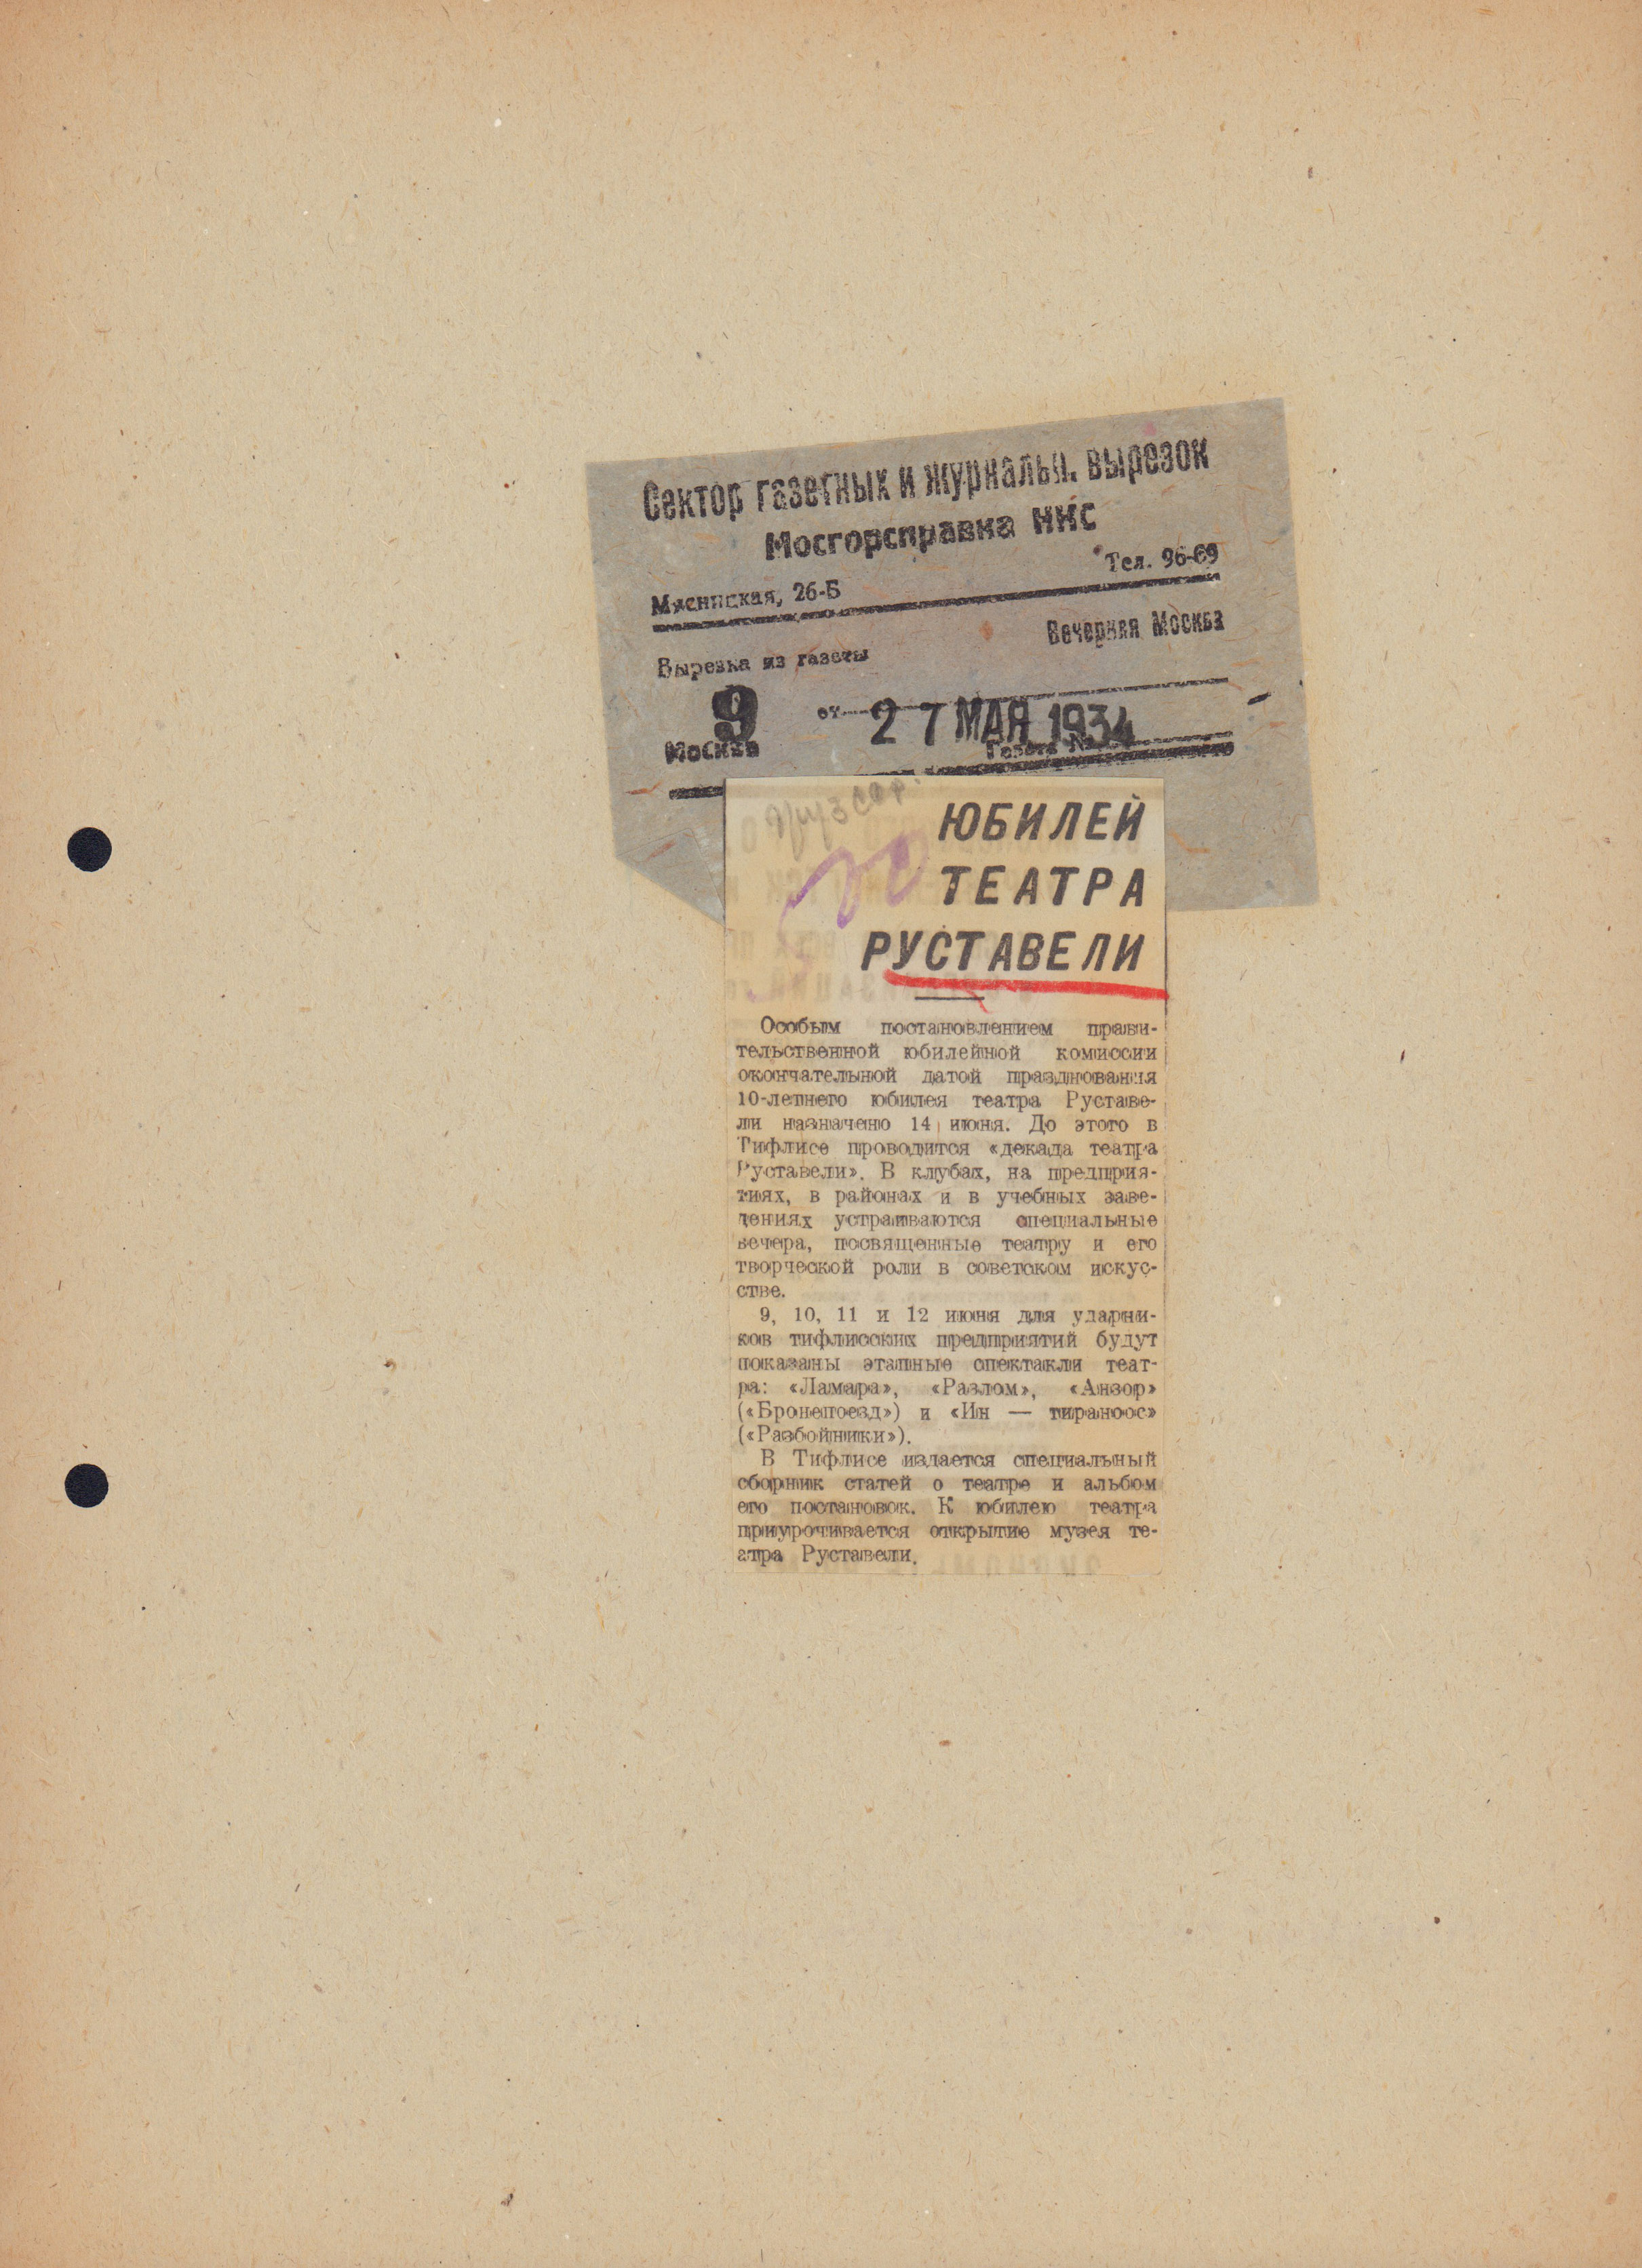 Сектор газетных и журнальн. вырезок
Мосгорсправка НКС
Мясницкая, 26-Б
Тел. 96-69
Вырезка из газеты
Вечерная Москва
9
Москва
от
27 МАЯ 1934
Газета №
ЮБИЛЕЙ
ТЕАТРА
РУСТАВЕЛИ
Особым постановлением прави-
тельственной юбилейной комиссии
окончательной датой празднования
10-летнего юбилея театра Руставе-
ли назначено 14 июня. До этого в
Тифлисе проводится «декада театра
Руставели». В клубах, на предприя-
тиях, в районах и в учебных заве-
дениях устраиваются специальные
вечера, посвященные театру и его
творческой роли в советском искус-
стве.
9, 10, 11 и 12 июня для ударни-
ков тифлисских предприятий будут
показаны этапные спектакли теат-
ра: «Ламара», «Разлом», «Анзор»
(«Бронепоезд») и «Ин — тираноос»
(«Разбойники»).
В Тифлисе издается специальный
сборник статей о театре и альбом
его постановок. К юбилею театра
приурочивается открытие музея те-
атра Руставели.